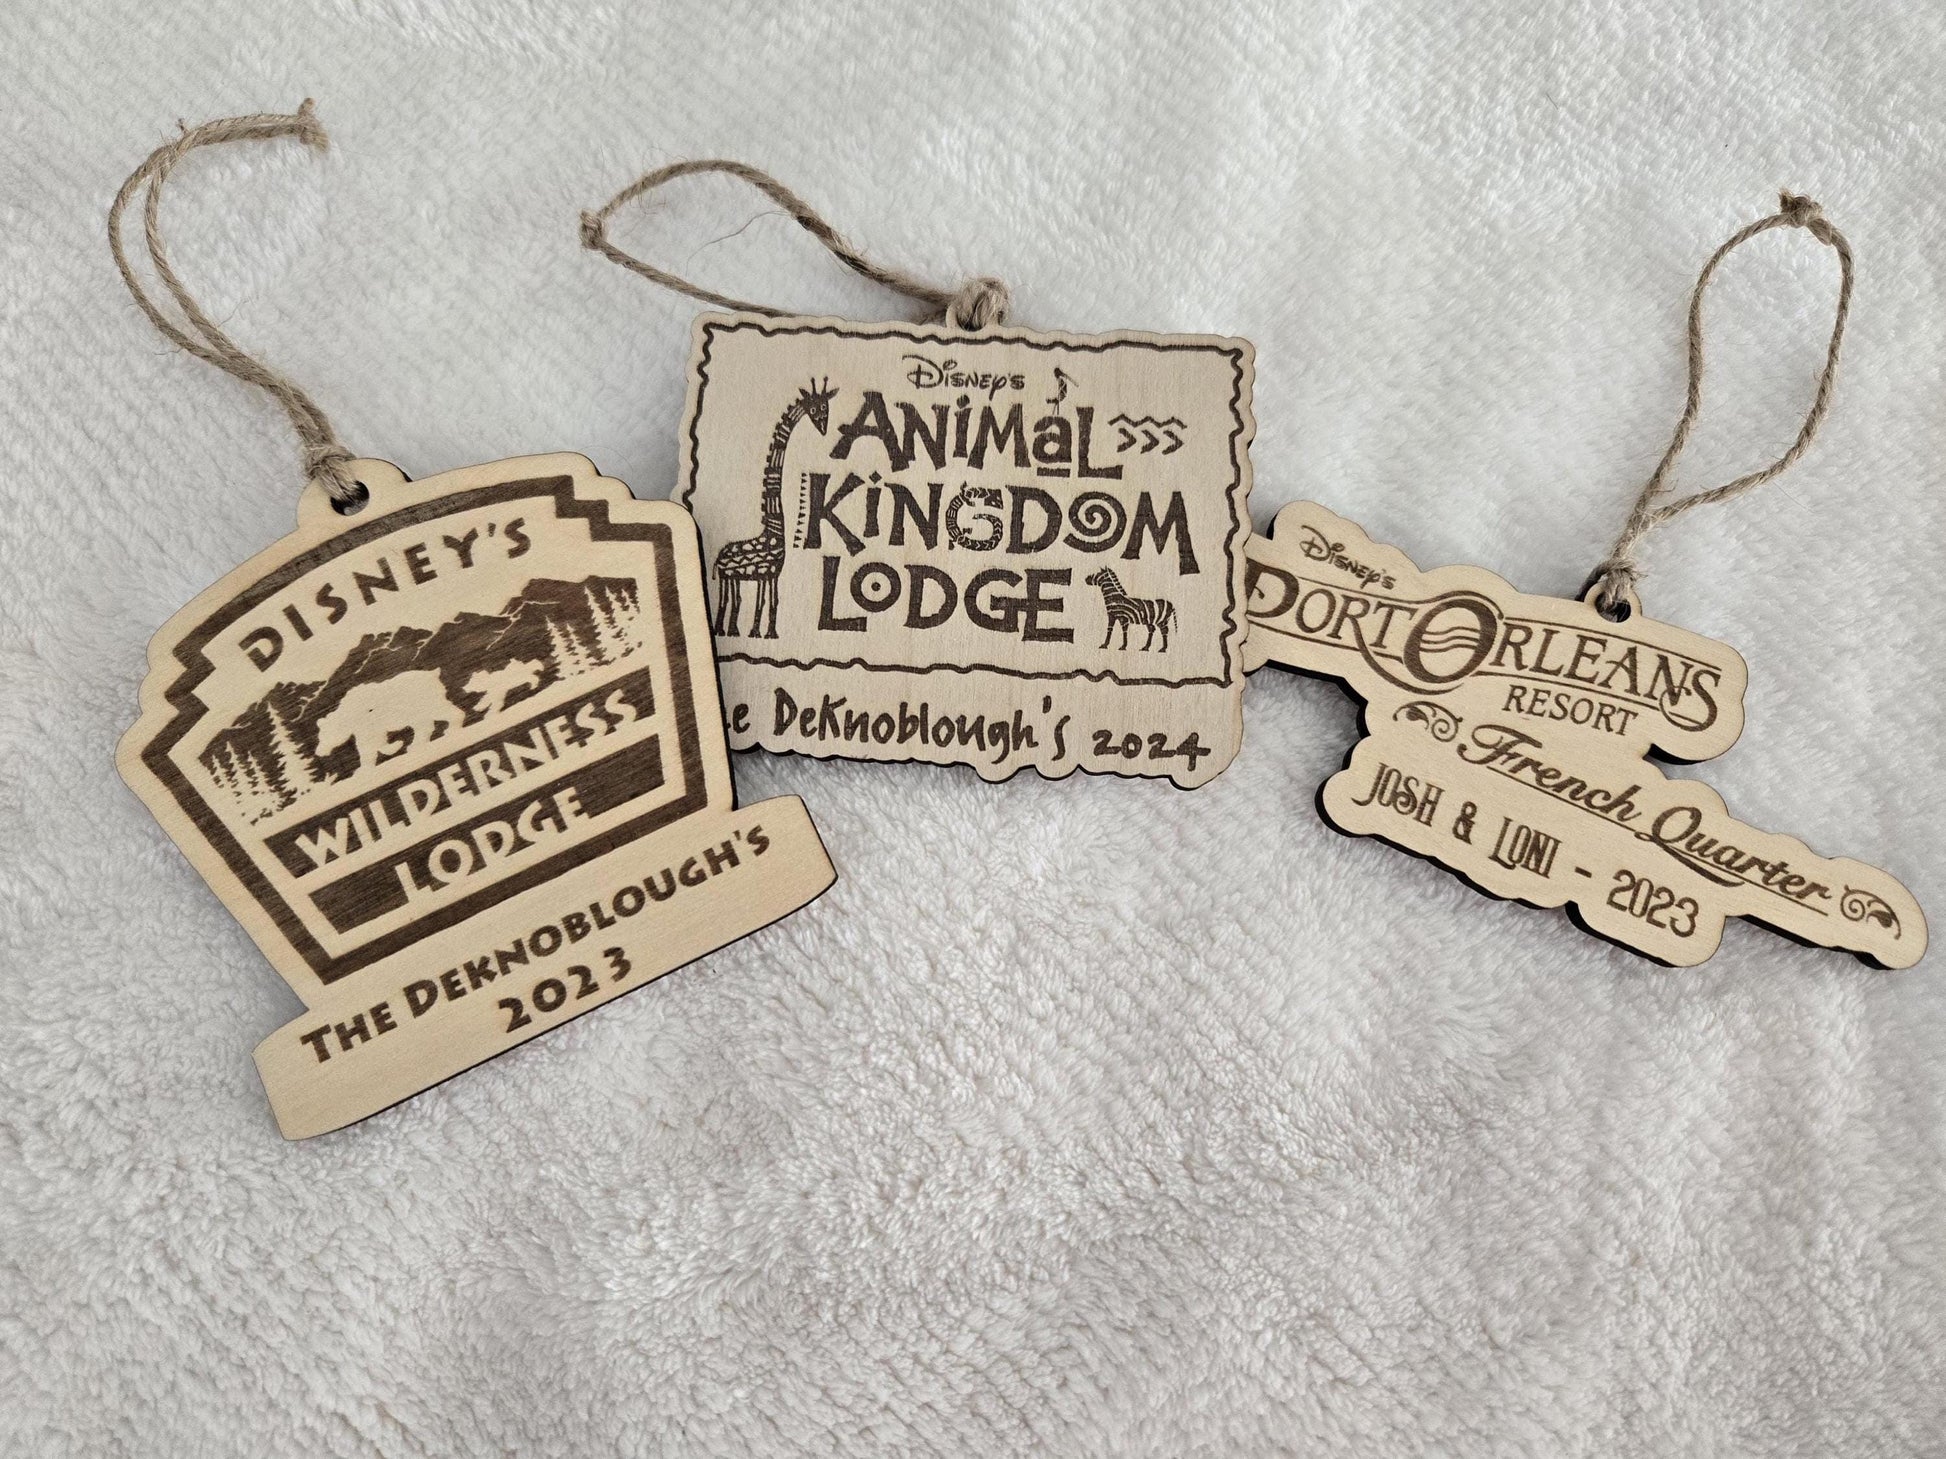 DISNEY'S
WILDERNESS
LODGE
THE DEKNOBLOUGH'S
2023
Disney's
ANIMAL
KINGDOM
LODGE
DeKnoblough's 2024
Disney's
PORT ORLEANS
RESORT
French Quarter
JOSH & LONI - 2023